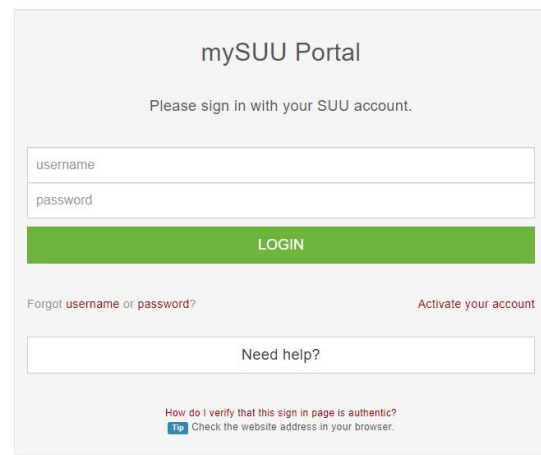 mySUU Portal
Please sign in with your SUU account.
username
password
LOGIN
Forgot username or password? Activate your account
Need help?
How do I verify that this sign in page is authentic?
Tip Check the website address in your browser.